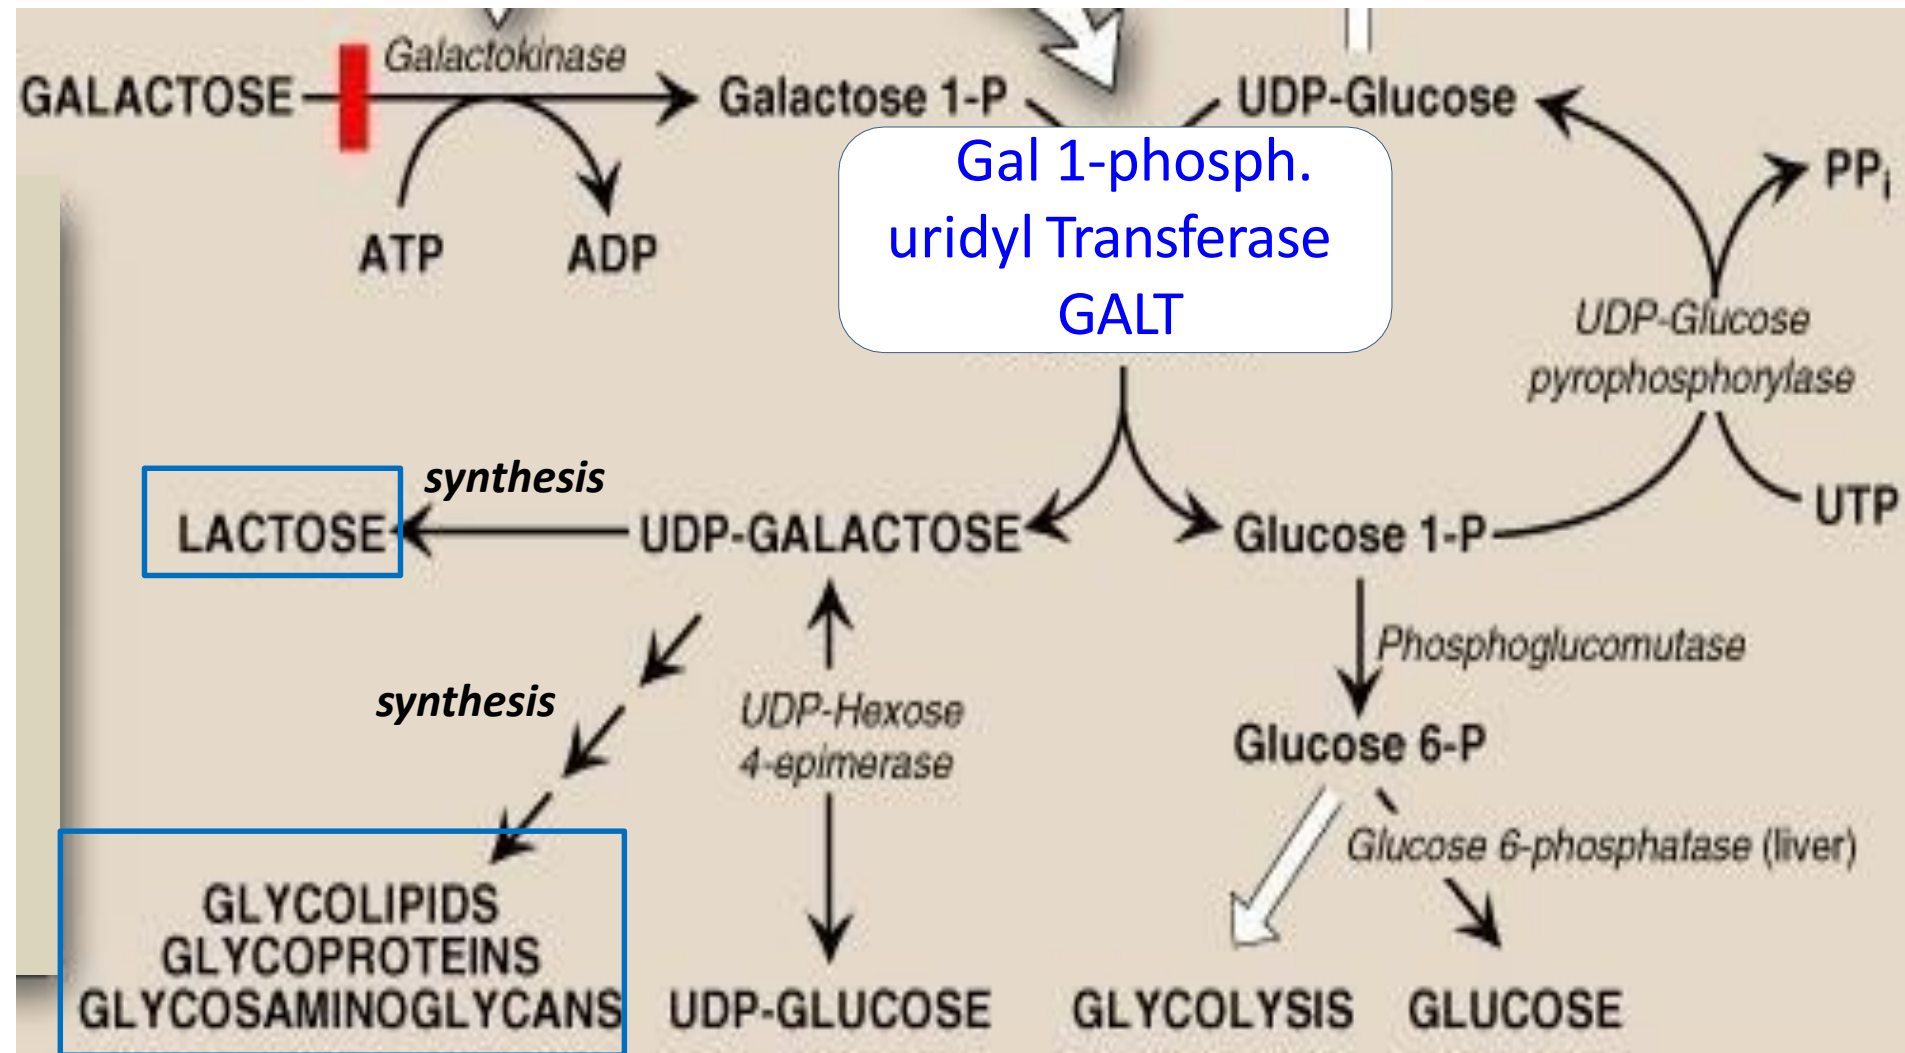 Galactokinase
GALACTOSE
Galactose 1-P
UDP-Glucose
ATP
ADP
Gal 1-phosph.
uridyl Transferase
GALT
PPi
UDP-Glucose
pyrophosphorylase
UTP
synthesis
LACTOSE
UDP-GALACTOSE
Glucose 1-P
Phosphoglucomutase
synthesis
UDP-Hexose
4-epimerase
Glucose 6-P
Glucose 6-phosphatase (liver)
GLYCOLIPIDS
GLYCOPROTEINS
GLYCOSAMINOGLYCANS
UDP-GLUCOSE
GLYCOLYSIS
GLUCOSE